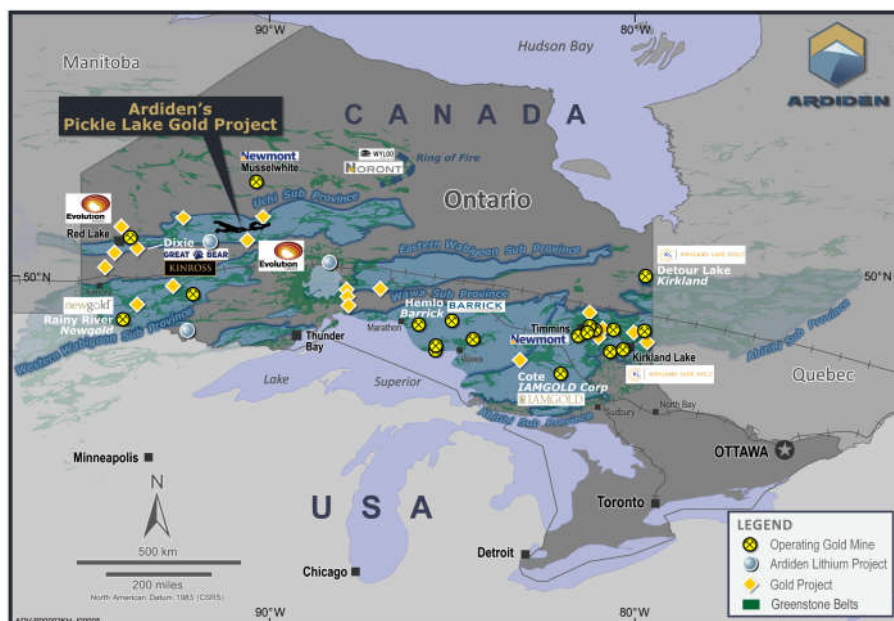 90°W
80°W
Hudson Bay
Manitoba
ARDIDEN
Ardiden's
Pickle Lake Gold Project
CANADA
Newmont
Musselwhite
WYLOO
NORONT
Ring of Fire
Ontario
Uchi Sub Province
Evolution
Red Lake
Dixie
GREAT BEAR
KINROSS
Evolution
Eastern Wabigoon Sub Province
50°N
50°N
Detour Lake
Kirkland
newgold
Rainy River
Newgold
Wawa Sub Province
Hemlo
Barrick
BARRICK
Marathon
Western Wabigoon Sub Province
Thunder
Bay
Wawa
Timmins
Newmont
Kirkland Lake
Abitibi Sub Province
Quebec
Lake Superior
Cote
IAMGOLD Corp
IAMGOLD
Abitibi Sub Province
Sudbury
North Bay
Minneapolis
OTTAWA
N
USA
Toronto
500 km
200 miles
North American Datum 1983 (CSRS)
Detroit
Chicago
90°W
80°W
LEGEND
Operating Gold Mine
Ardiden Lithium Project
Gold Project
Greenstone Belts